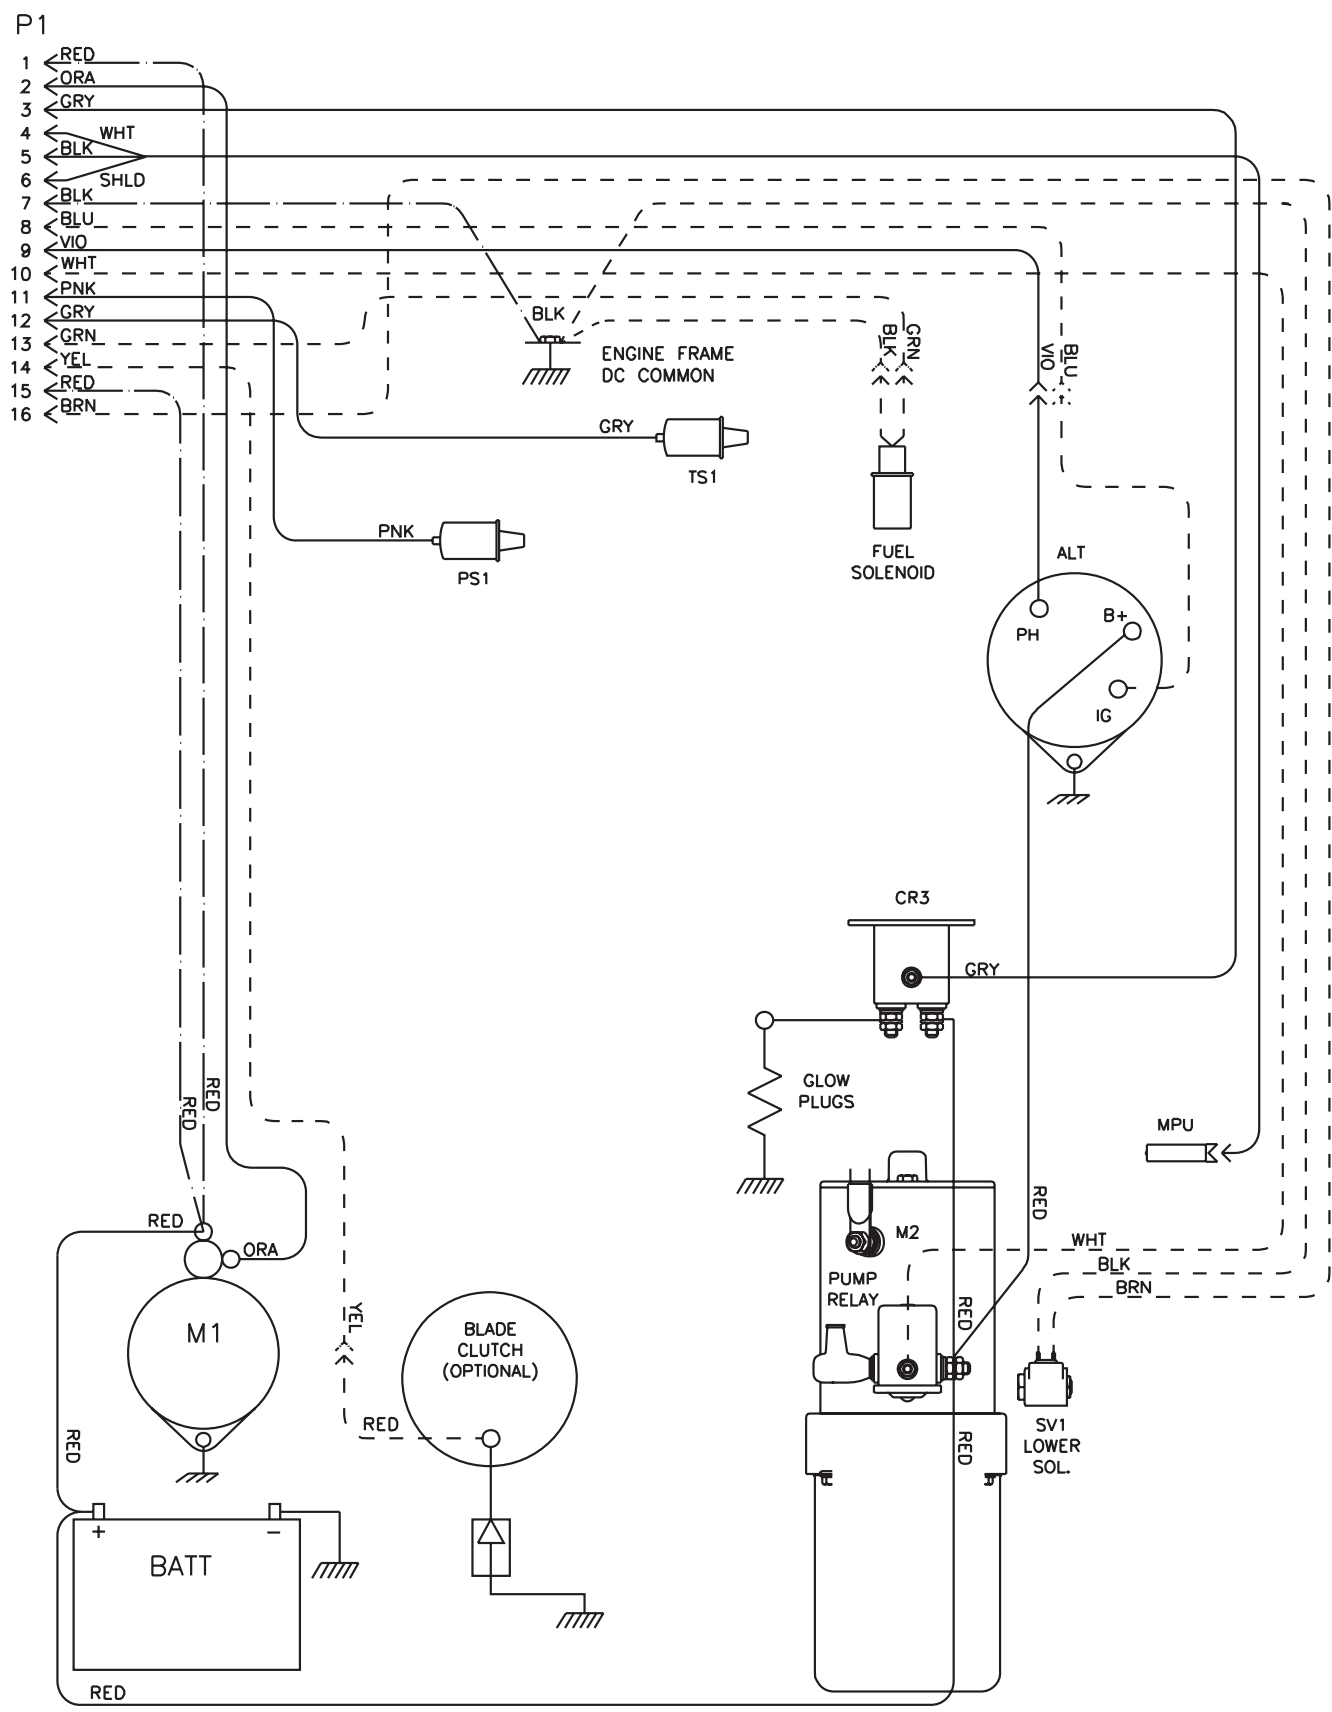 P1
1 RED
2 ORA
3 GRY
4 WHT
5 BLK
6 SHLD
7 BLK
8 BLU
9 VIO
10 WHT
11 PNK
12 GRY
13 GRN
14 YEL
15 RED
16 BRN
BLK
ENGINE FRAME
DC COMMON
BLK
GRN
VIO
BLU
GRY
TS1
PNK
PS1
FUEL
SOLENOID
ALT
PH
B+
IG
CR3
GRY
GLOW
PLUGS
MPU
RED
RED
RED
ORA
M1
RED
M2
WHT
BLK
BRN
PUMP
RELAY
RED
YEL
BLADE
CLUTCH
(OPTIONAL)
RED
RED
RED
SV1
LOWER
SOL.
+
−
BATT
RED